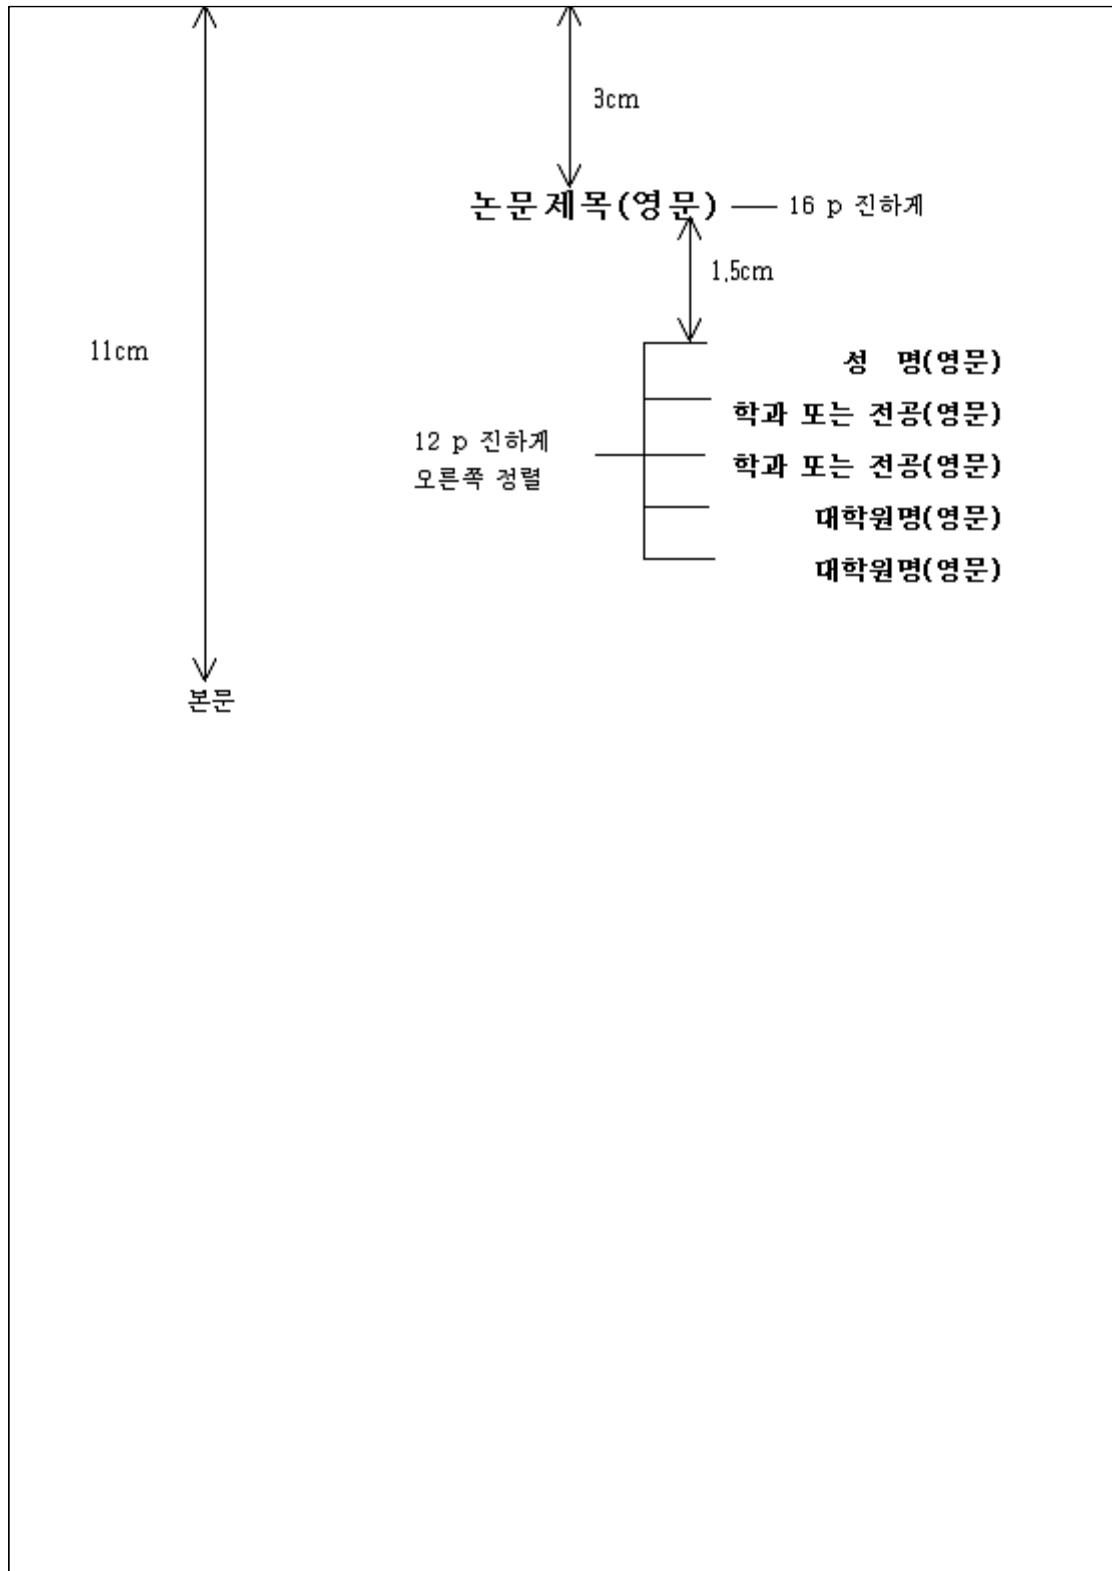 3cm
논문제목(영문) 16 p 진하게
1.5cm
11cm
성 명(영문)
학과 또는 전공(영문)
12 p 진하게
오른쪽 정렬
학과 또는 전공(영문)
대학원명(영문)
대학원명(영문)
본문